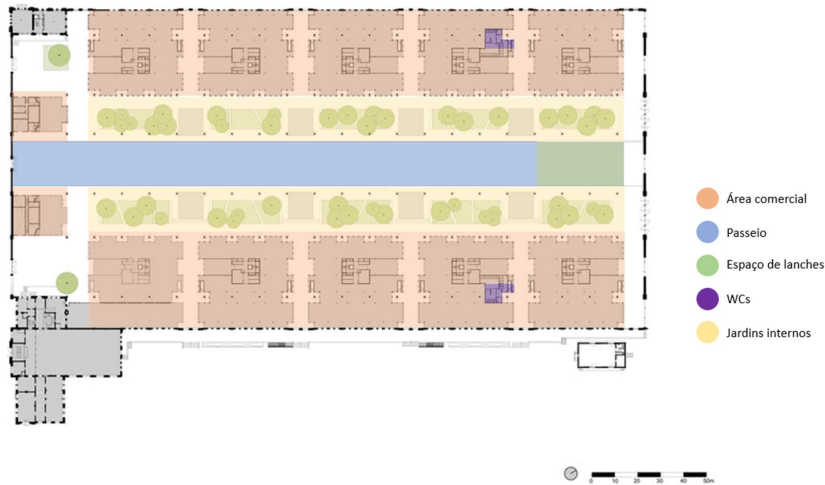 Área comercial
Passeio
Espaço de lanches
WCs
Jardins internos
0 10 20 30 40 50m